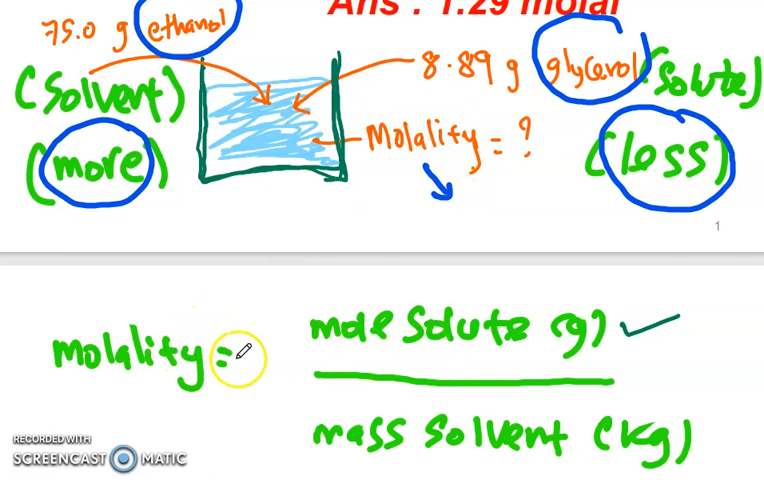 Ans : 1.29 molal
75.0 g ethanol
8.89 g glycerol (solute)
(solvent)
(more)
Molality = ?
(less)
1
molality =
mole solute (g)
mass solvent (kg)
RECORDED WITH
SCREENCAST MATIC